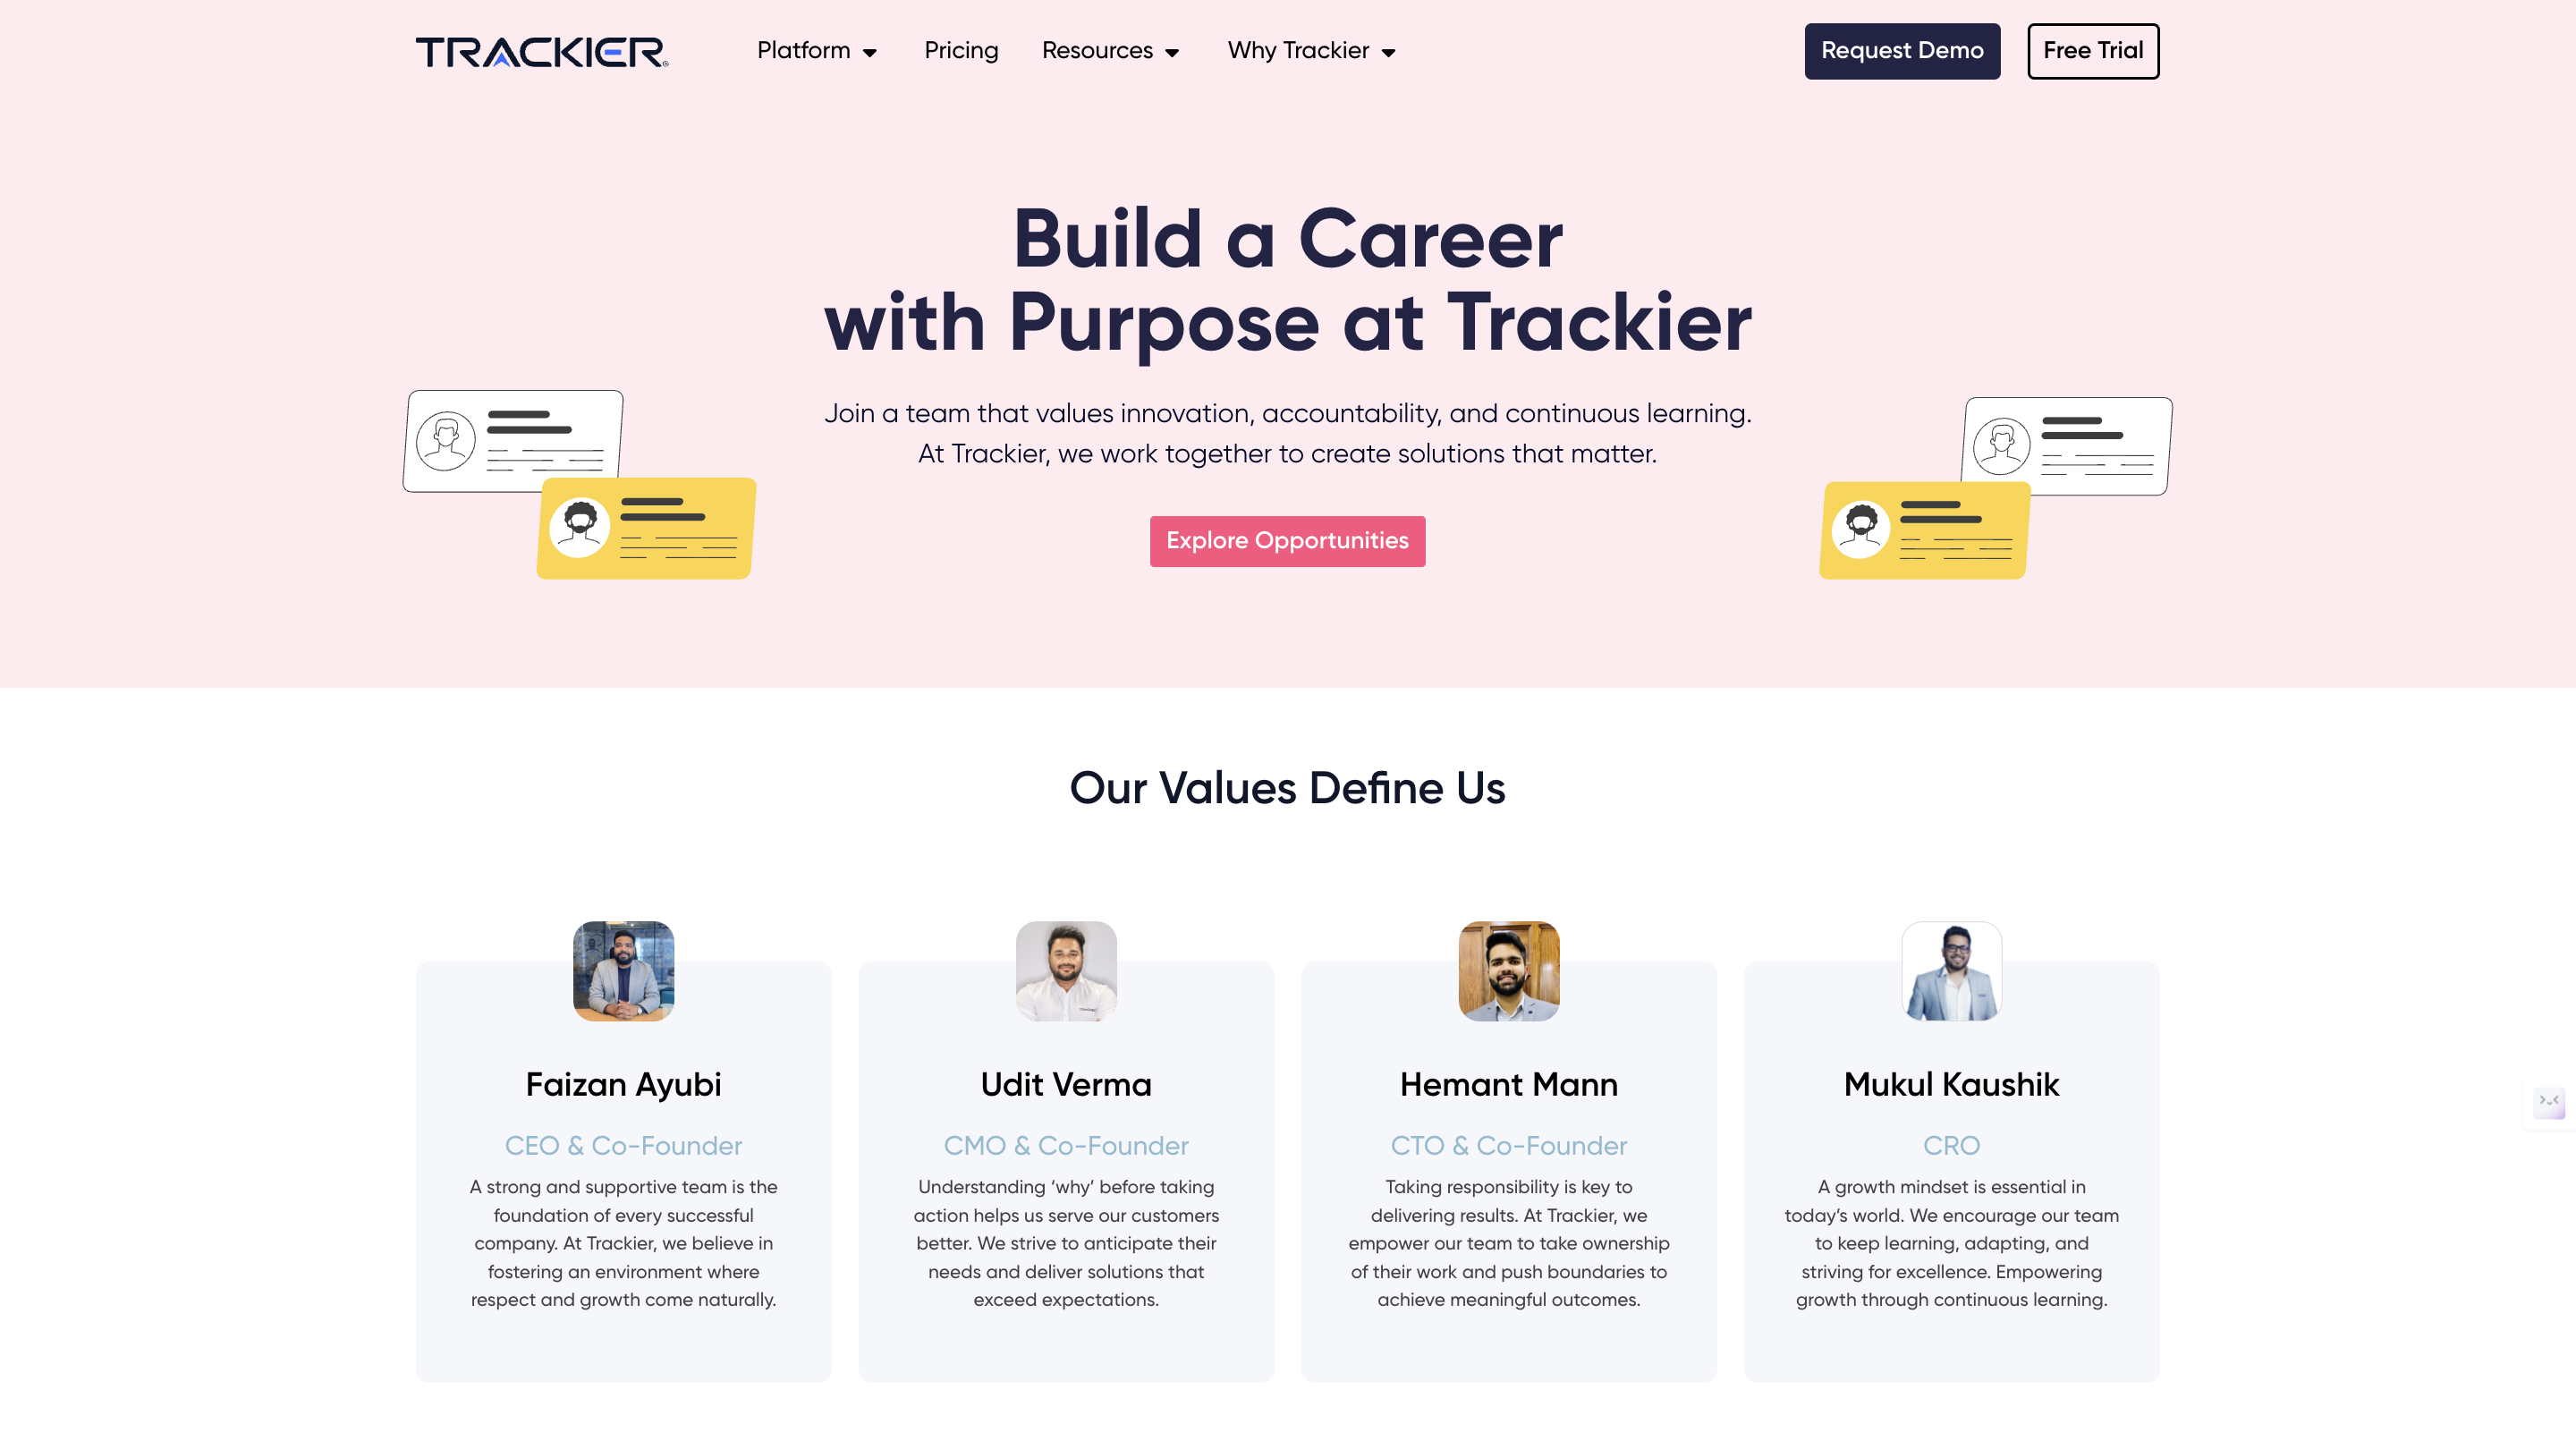 TRACKIER
Platform
Pricing
Resources
Why Trackier
Request Demo
Free Trial
Build a Career
with Purpose at Trackier
Join a team that values innovation, accountability, and continuous learning.
At Trackier, we work together to create solutions that matter.
Explore Opportunities
Our Values Define Us
Faizan Ayubi
CEO & Co-Founder
A strong and supportive team is the
foundation of every successful
company. At Trackier, we believe in
fostering an environment where
respect and growth come naturally.
Udit Verma
CMO & Co-Founder
Understanding ‘why’ before taking
action helps us serve our customers
better. We strive to anticipate their
needs and deliver solutions that
exceed expectations.
Hemant Mann
CTO & Co-Founder
Taking responsibility is key to
delivering results. At Trackier, we
empower our team to take ownership
of their work and push boundaries to
achieve meaningful outcomes.
Mukul Kaushik
CRO
A growth mindset is essential in
today’s world. We encourage our team
to keep learning, adapting, and
striving for excellence. Empowering
growth through continuous learning.